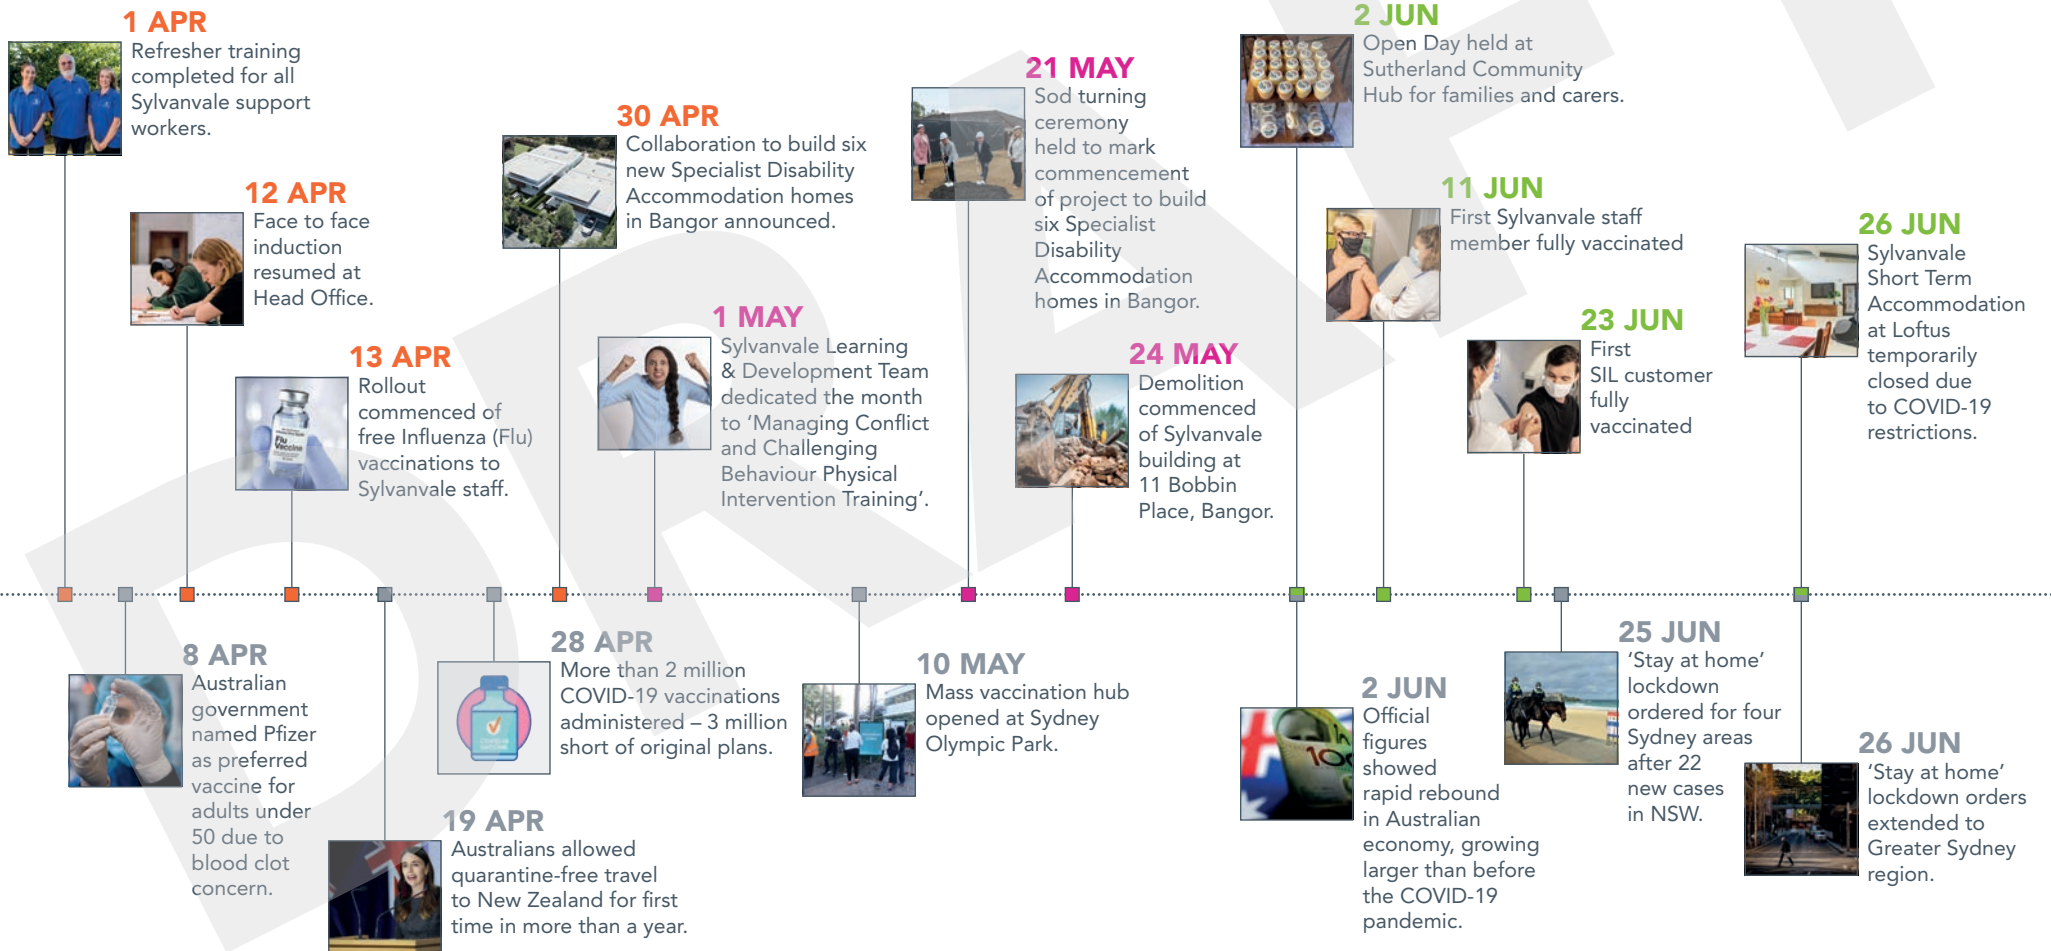 1 APR
Refresher training
completed for all
Sylvanvale support
workers.
12 APR
Face to face
induction
resumed at
Head Office.
13 APR
Rollout
commenced of
free Influenza (Flu)
vaccinations to
Sylvanvale staff.
Flu
Vaccine
30 APR
Collaboration to build six
new Specialist Disability
Accommodation homes
in Bangor announced.
1 MAY
Sylvanvale Learning
& Development Team
dedicated the month
to ‘Managing Conflict
and Challenging
Behaviour Physical
Intervention Training’.
21 MAY
Sod turning
ceremony
held to mark
commencement
of project to build
six Specialist
Disability
Accommodation
homes in Bangor.
24 MAY
Demolition
commenced
of Sylvanvale
building at
11 Bobbin
Place, Bangor.
2 JUN
Open Day held at
Sutherland Community
Hub for families and carers.
11 JUN
First Sylvanvale staff
member fully vaccinated
23 JUN
First
SIL customer
fully
vaccinated
26 JUN
Sylvanvale
Short Term
Accommodation
at Loftus
temporarily
closed due
to COVID-19
restrictions.
8 APR
Australian
government
named Pfizer
as preferred
vaccine for
adults under
50 due to
blood clot
concern.
19 APR
Australians allowed
quarantine-free travel
to New Zealand for first
time in more than a year.
28 APR
More than 2 million
COVID-19 vaccinations
administered – 3 million
short of original plans.
10 MAY
Mass vaccination hub
opened at Sydney
Olympic Park.
2 JUN
Official
figures
showed
rapid rebound
in Australian
economy, growing
larger than before
the COVID-19
pandemic.
100
25 JUN
‘Stay at home’
lockdown
ordered for four
Sydney areas
after 22
new cases
in NSW.
26 JUN
‘Stay at home’
lockdown orders
extended to
Greater Sydney
region.
DRAFT